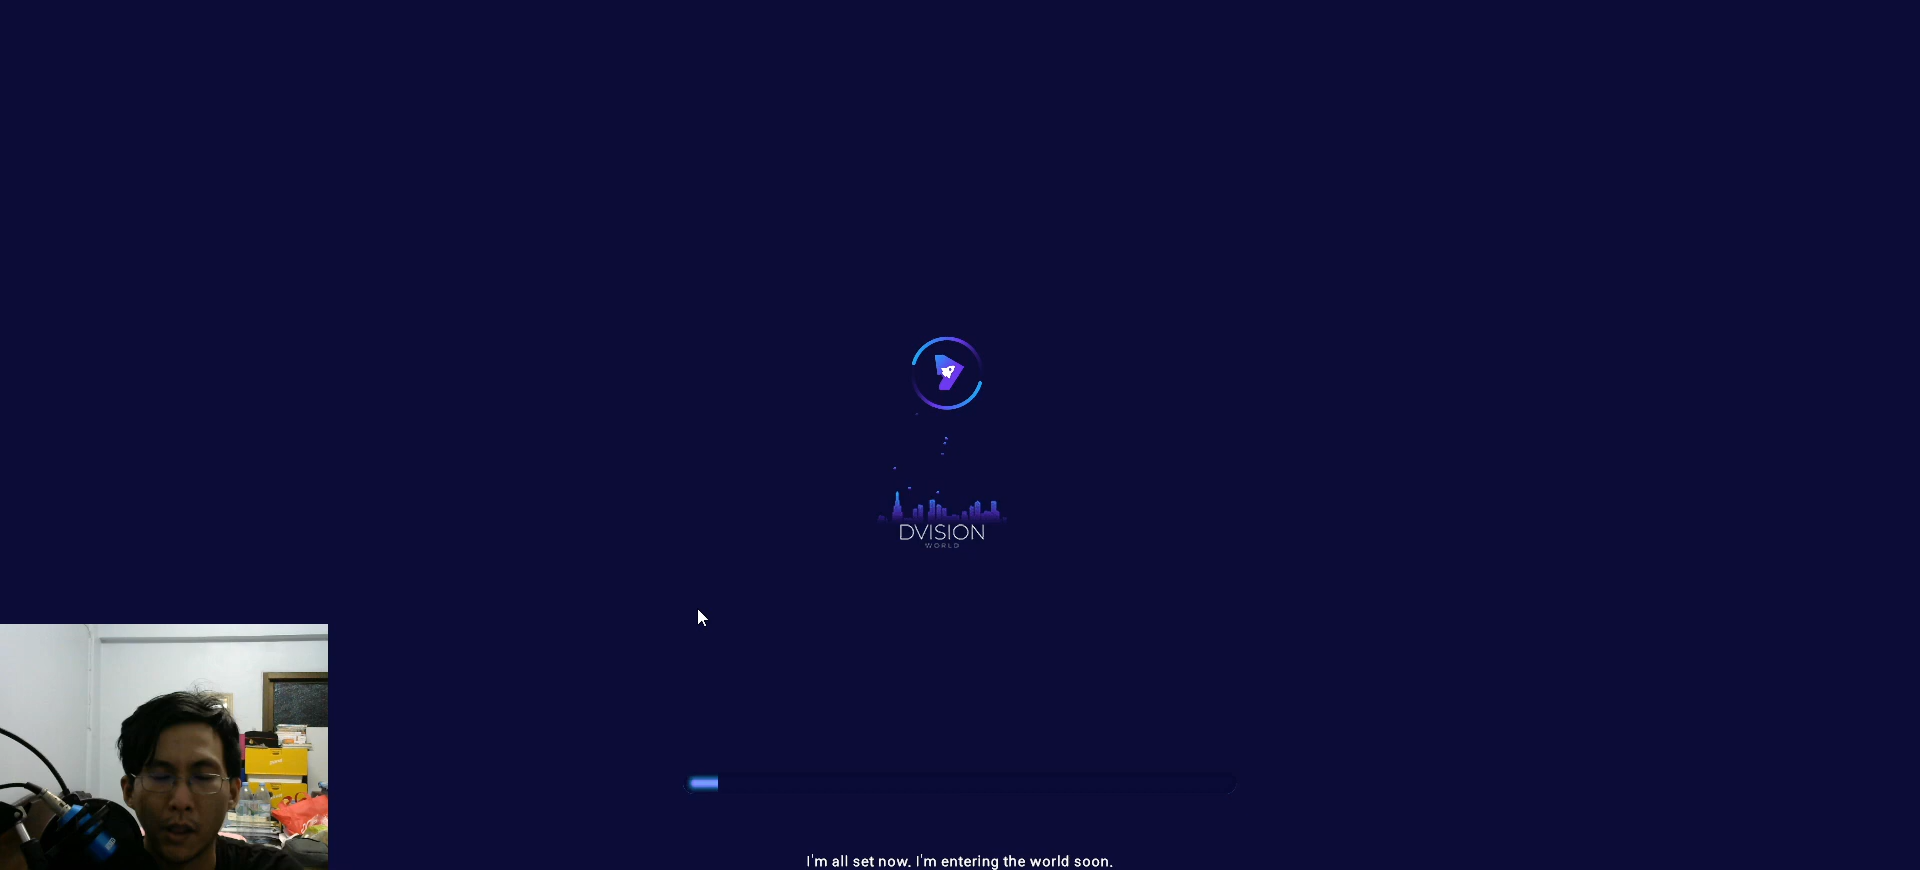 DVISION
WORLD
I'm all set now. I'm entering the world soon.